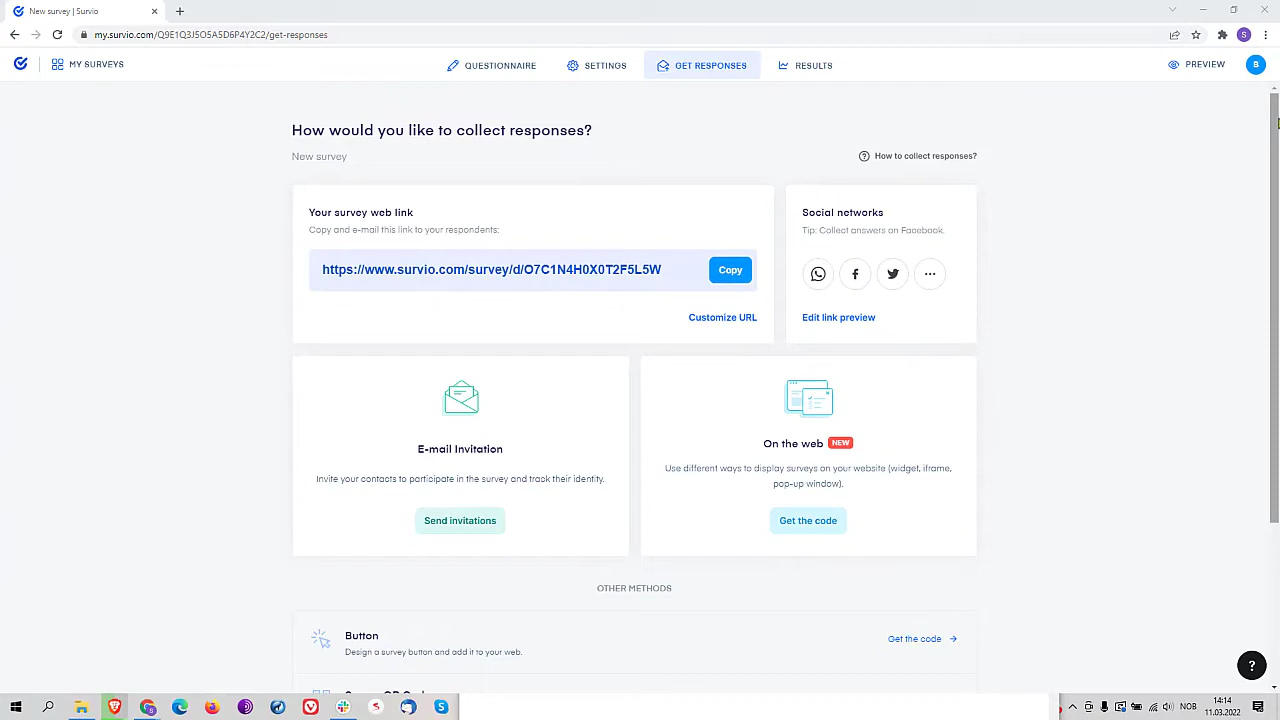 New survey | Survio
my.survio.com/Q9E1Q3J5O5A5D6P4Y2C2/get-responses
S
MY SURVEYS
QUESTIONNAIRE
SETTINGS
GET RESPONSES
RESULTS
PREVIEW
B
How would you like to collect responses?
New survey
How to collect responses?
Your survey web link
Copy and e-mail this link to your respondents:
https://www.survio.com/survey/d/O7C1N4H0X0T2F5L5W
Copy
Customize URL
Social networks
Tip: Collect answers on Facebook.
Edit link preview
E-mail Invitation
Invite your contacts to participate in the survey and track their identity.
Send invitations
On the web NEW
Use different ways to display surveys on your website (widget, iframe,
pop-up window).
Get the code
OTHER METHODS
Button
Design a survey button and add it to your web.
Get the code
?
NOB
14:14
11.03.2022